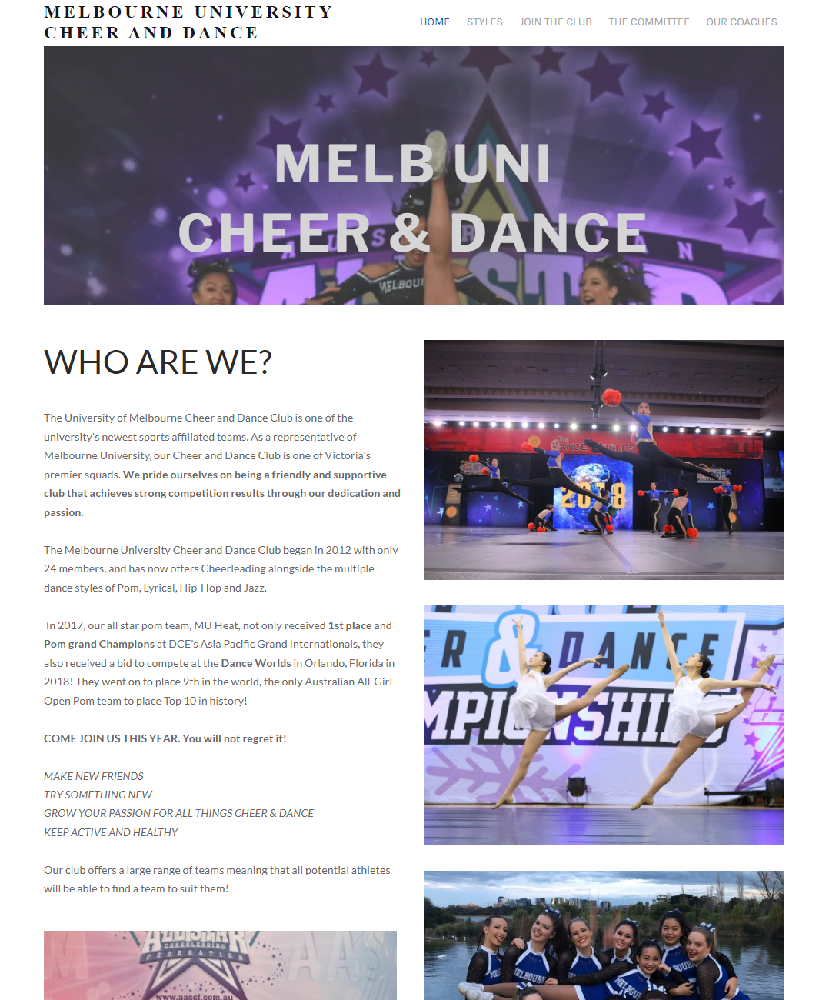 MELBOURNE UNIVERSITY
CHEER AND DANCE
HOME STYLES JOIN THE CLUB THE COMMITTEE OUR COACHES
MELB UNI
CHEER & DANCE
MELBOUR
WHO ARE WE?
The University of Melbourne Cheer and Dance Club is one of the
university's newest sports affiliated teams. As a representative of
Melbourne University, our Cheer and Dance Club is one of Victoria's
premier squads. We pride ourselves on being a friendly and supportive
club that achieves strong competition results through our dedication and
passion.
The Melbourne University Cheer and Dance Club began in 2012 with only
24 members, and has now offers Cheerleading alongside the multiple
dance styles of Pom, Lyrical, Hip-Hop and Jazz.
In 2017, our all star pom team, MU Heat, not only received 1st place and
Pom grand Champions at DCE's Asia Pacific Grand Internationals, they
also received a bid to compete at the Dance Worlds in Orlando, Florida in
2018! They went on to place 9th in the world, the only Australian All-Girl
Open Pom team to place Top 10 in history!
COME JOIN US THIS YEAR. You will not regret it!
MAKE NEW FRIENDS
TRY SOMETHING NEW
GROW YOUR PASSION FOR ALL THINGS CHEER & DANCE
KEEP ACTIVE AND HEALTHY
Our club offers a large range of teams meaning that all potential athletes
will be able to find a team to suit them!
ALL STAR
CHEERLEADING
FEDERATION
www.aascf.com.au
THE
DANCE WORLDS
R & DANCE
MELBOURN